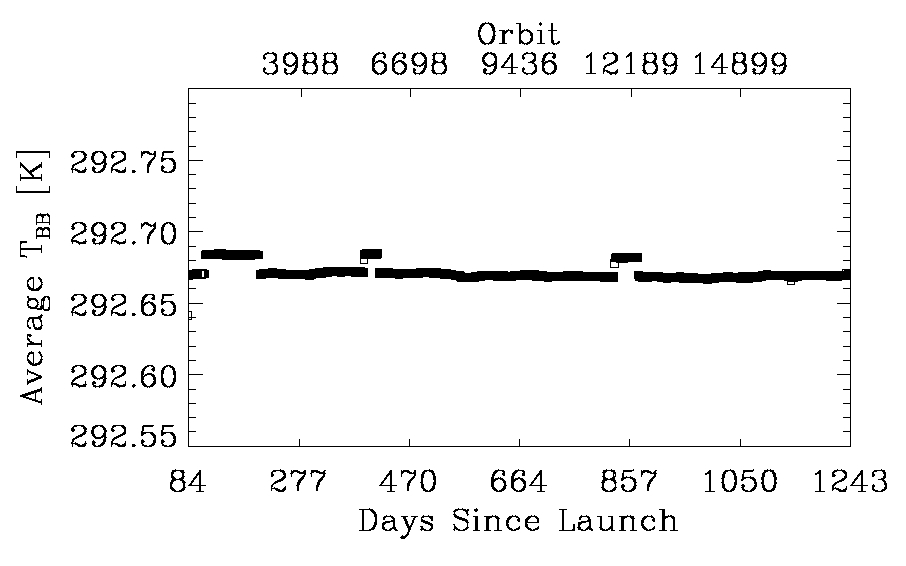 Orbit
3988 6698 9436 12189 14899
Average T_BB [K]
292.75
292.70
292.65
292.60
292.55
84 277 470 664 857 1050 1243
Days Since Launch